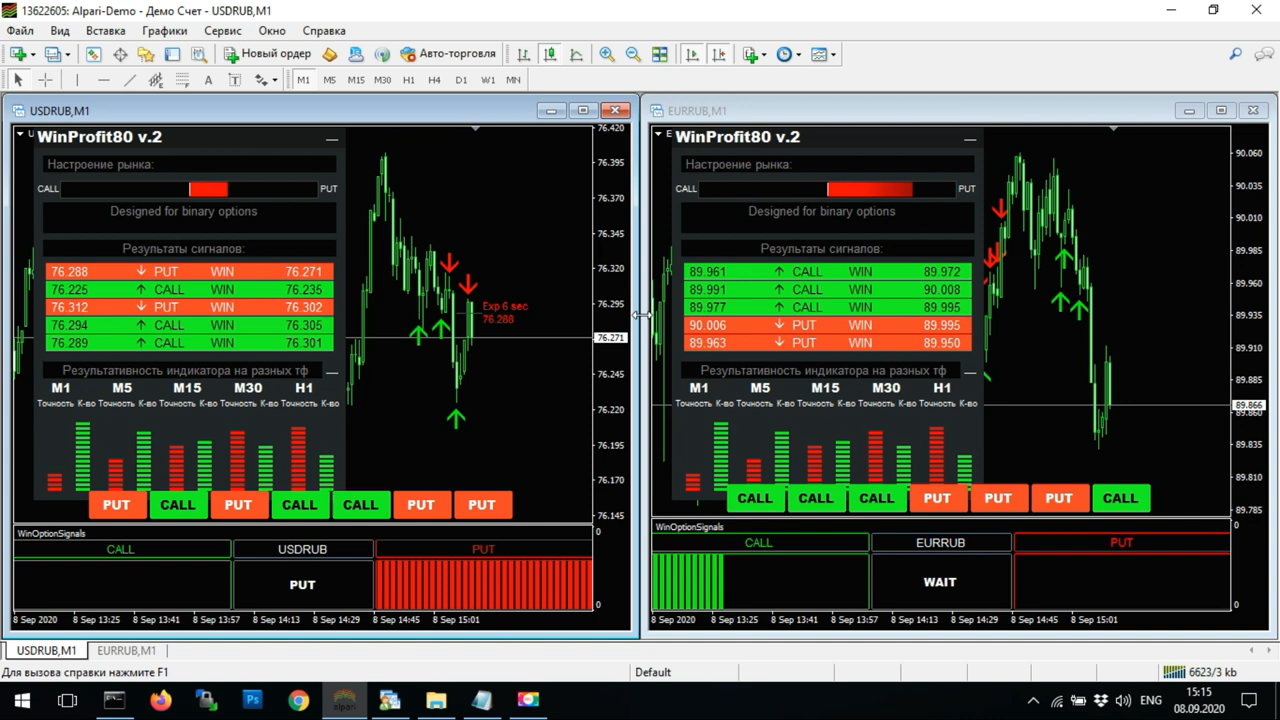 13622605: Alpari-Demo - Демо Счет - USDRUB,M1
Файл Вид Вставка Графики Сервис Окно Справка
Новый ордер Авто-торговля
A T M1 M5 M15 M30 H1 H4 D1 W1 MN
USDRUB,M1
WinProfit80 v.2
Настроение рынка:
CALL PUT
Designed for binary options
Результаты сигналов:
76.288 ↓ PUT WIN 76.271
76.225 ↑ CALL WIN 76.235
76.312 ↓ PUT WIN 76.302
76.294 ↑ CALL WIN 76.305
76.289 ↑ CALL WIN 76.301
Результативность индикатора на разных тф
M1 M5 M15 M30 H1
Точность К-во Точность К-во Точность К-во Точность К-во Точность К-во
PUT CALL PUT CALL CALL PUT PUT
Exp 6 sec
76.288
76.420
76.395
76.370
76.345
76.320
76.295
76.271
76.245
76.220
76.195
76.170
76.145
WinOptionSignals
CALL USDRUB PUT
PUT
0
0
8 Sep 2020 8 Sep 13:25 8 Sep 13:41 8 Sep 13:57 8 Sep 14:13 8 Sep 14:29 8 Sep 14:45 8 Sep 15:01
EURRUB,M1
WinProfit80 v.2
Настроение рынка:
CALL PUT
Designed for binary options
Результаты сигналов:
89.961 ↑ CALL WIN 89.972
89.991 ↑ CALL WIN 90.008
89.977 ↑ CALL WIN 89.995
90.006 ↓ PUT WIN 89.995
89.963 ↓ PUT WIN 89.950
Результативность индикатора на разных тф
M1 M5 M15 M30 H1
Точность К-во Точность К-во Точность К-во Точность К-во Точность К-во
CALL CALL CALL PUT PUT PUT CALL
90.060
90.035
90.010
89.985
89.960
89.935
89.910
89.885
89.866
89.860
89.835
89.810
89.785
WinOptionSignals
CALL EURRUB PUT
WAIT
0
0
8 Sep 2020 8 Sep 13:25 8 Sep 13:41 8 Sep 13:57 8 Sep 14:13 8 Sep 14:29 8 Sep 14:45 8 Sep 15:01
USDRUB,M1 EURRUB,M1
Для вызова справки нажмите F1 Default 6623/3 kb
Ps alpari ENG
15:15
08.09.2020